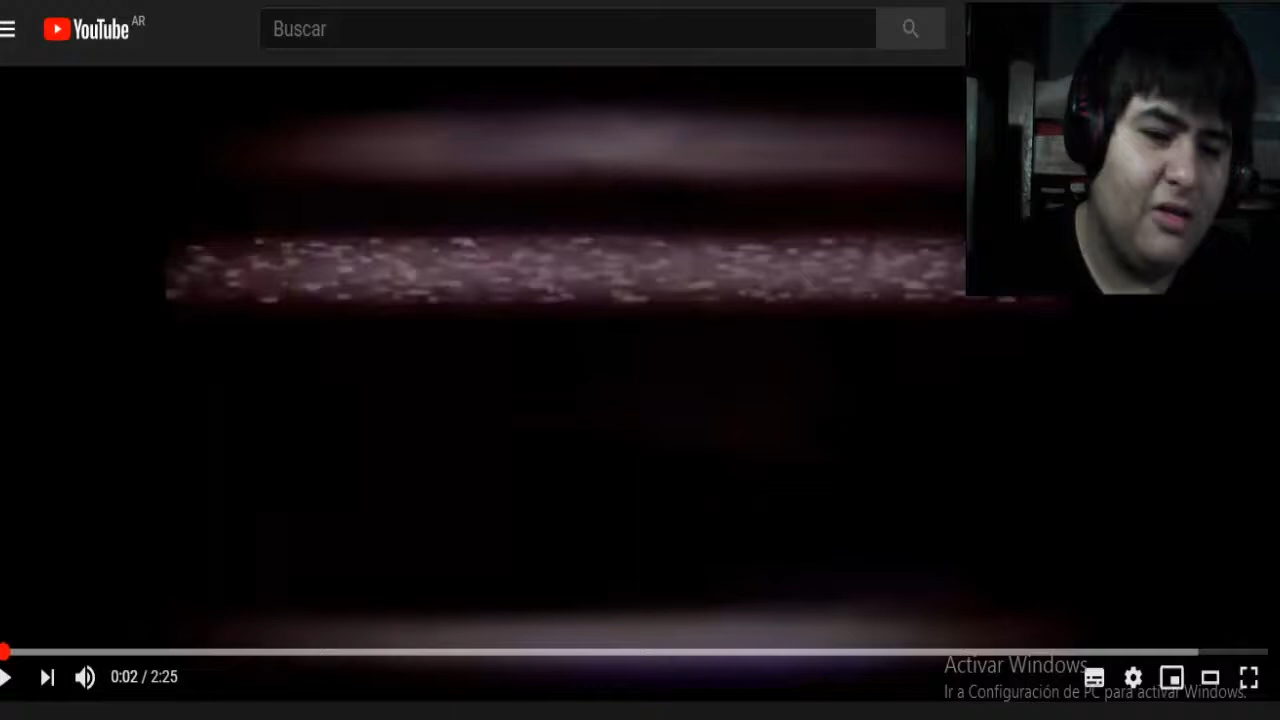 YouTube AR
Buscar
0:02 / 2:25
Activar Windows
Ir a Configuración de PC para activar Windows.